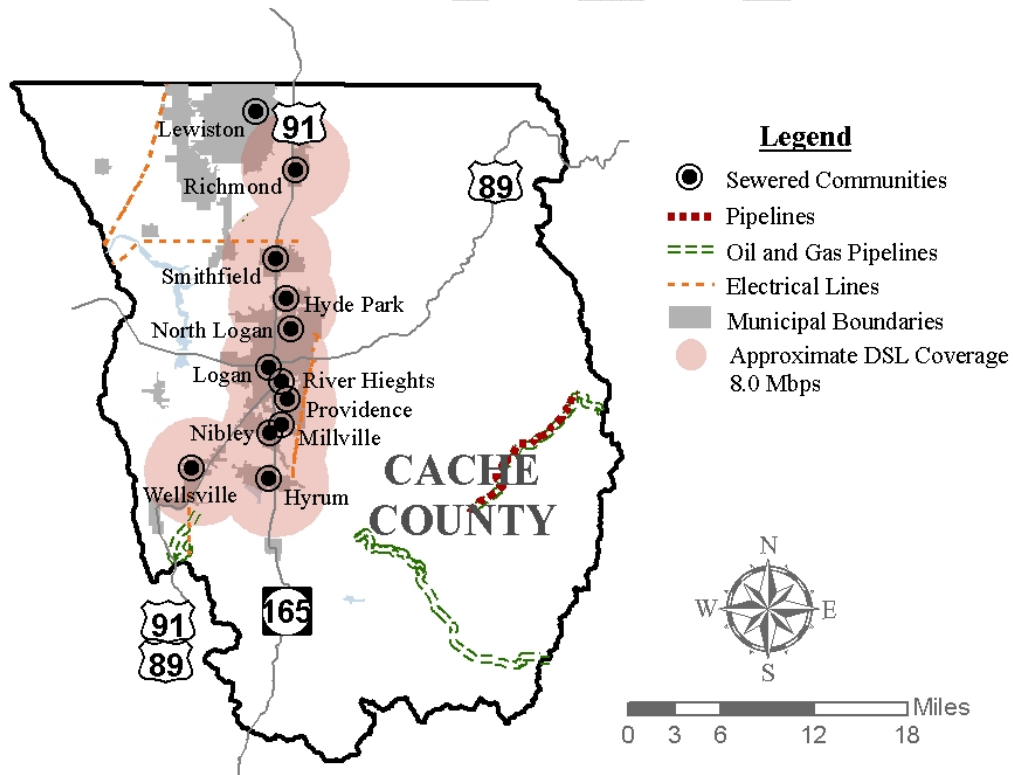 Lewiston
91
Richmond
89
Smithfield
Hyde Park
North Logan
Logan
River Hieghts
Providence
Nibley
Millville
Wellsville
Hyrum
CACHE
COUNTY
165
91
89
Legend
Sewered Communities
Pipelines
Oil and Gas Pipelines
Electrical Lines
Municipal Boundaries
Approximate DSL Coverage
8.0 Mbps
N
W
E
S
Miles
0 3 6 12 18